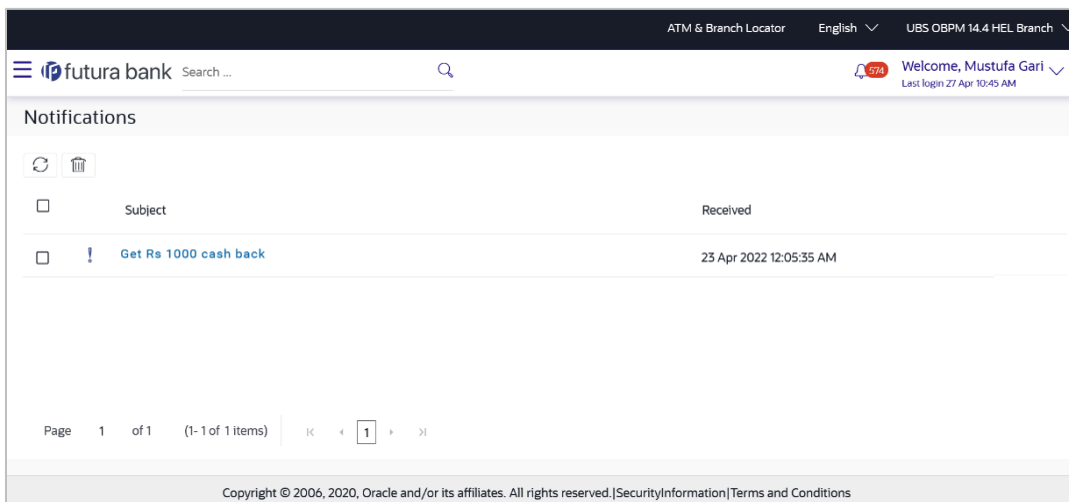 ATM & Branch Locator English UBS OBPM 14.4 HEL Branch
futura bank Search ... 574 Welcome, Mustufa Gari
Last login 27 Apr 10:45 AM
Notifications
Subject Received
! Get Rs 1000 cash back 23 Apr 2022 12:05:35 AM
Page 1 of 1 (1-1 of 1 items) 1
Copyright © 2006, 2020, Oracle and/or its affiliates. All rights reserved.|SecurityInformation|Terms and Conditions